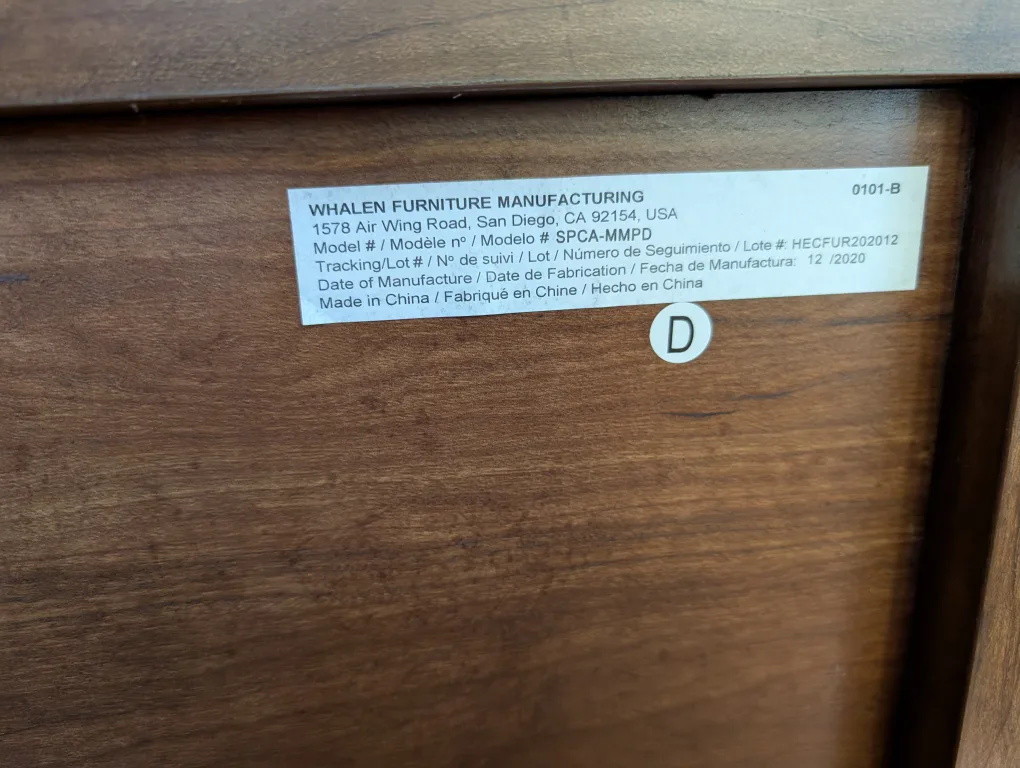 WHALEN FURNITURE MANUFACTURING 0101-B
1578 Air Wing Road, San Diego, CA 92154, USA
Model # / Modèle nº / Modelo # SPCA-MMPD
Tracking/Lot # / Nº de suivi / Lot / Número de Seguimiento / Lote #: HECFUR202012
Date of Manufacture / Date de Fabrication / Fecha de Manufactura: 12 /2020
Made in China / Fabriqué en Chine / Hecho en China
D